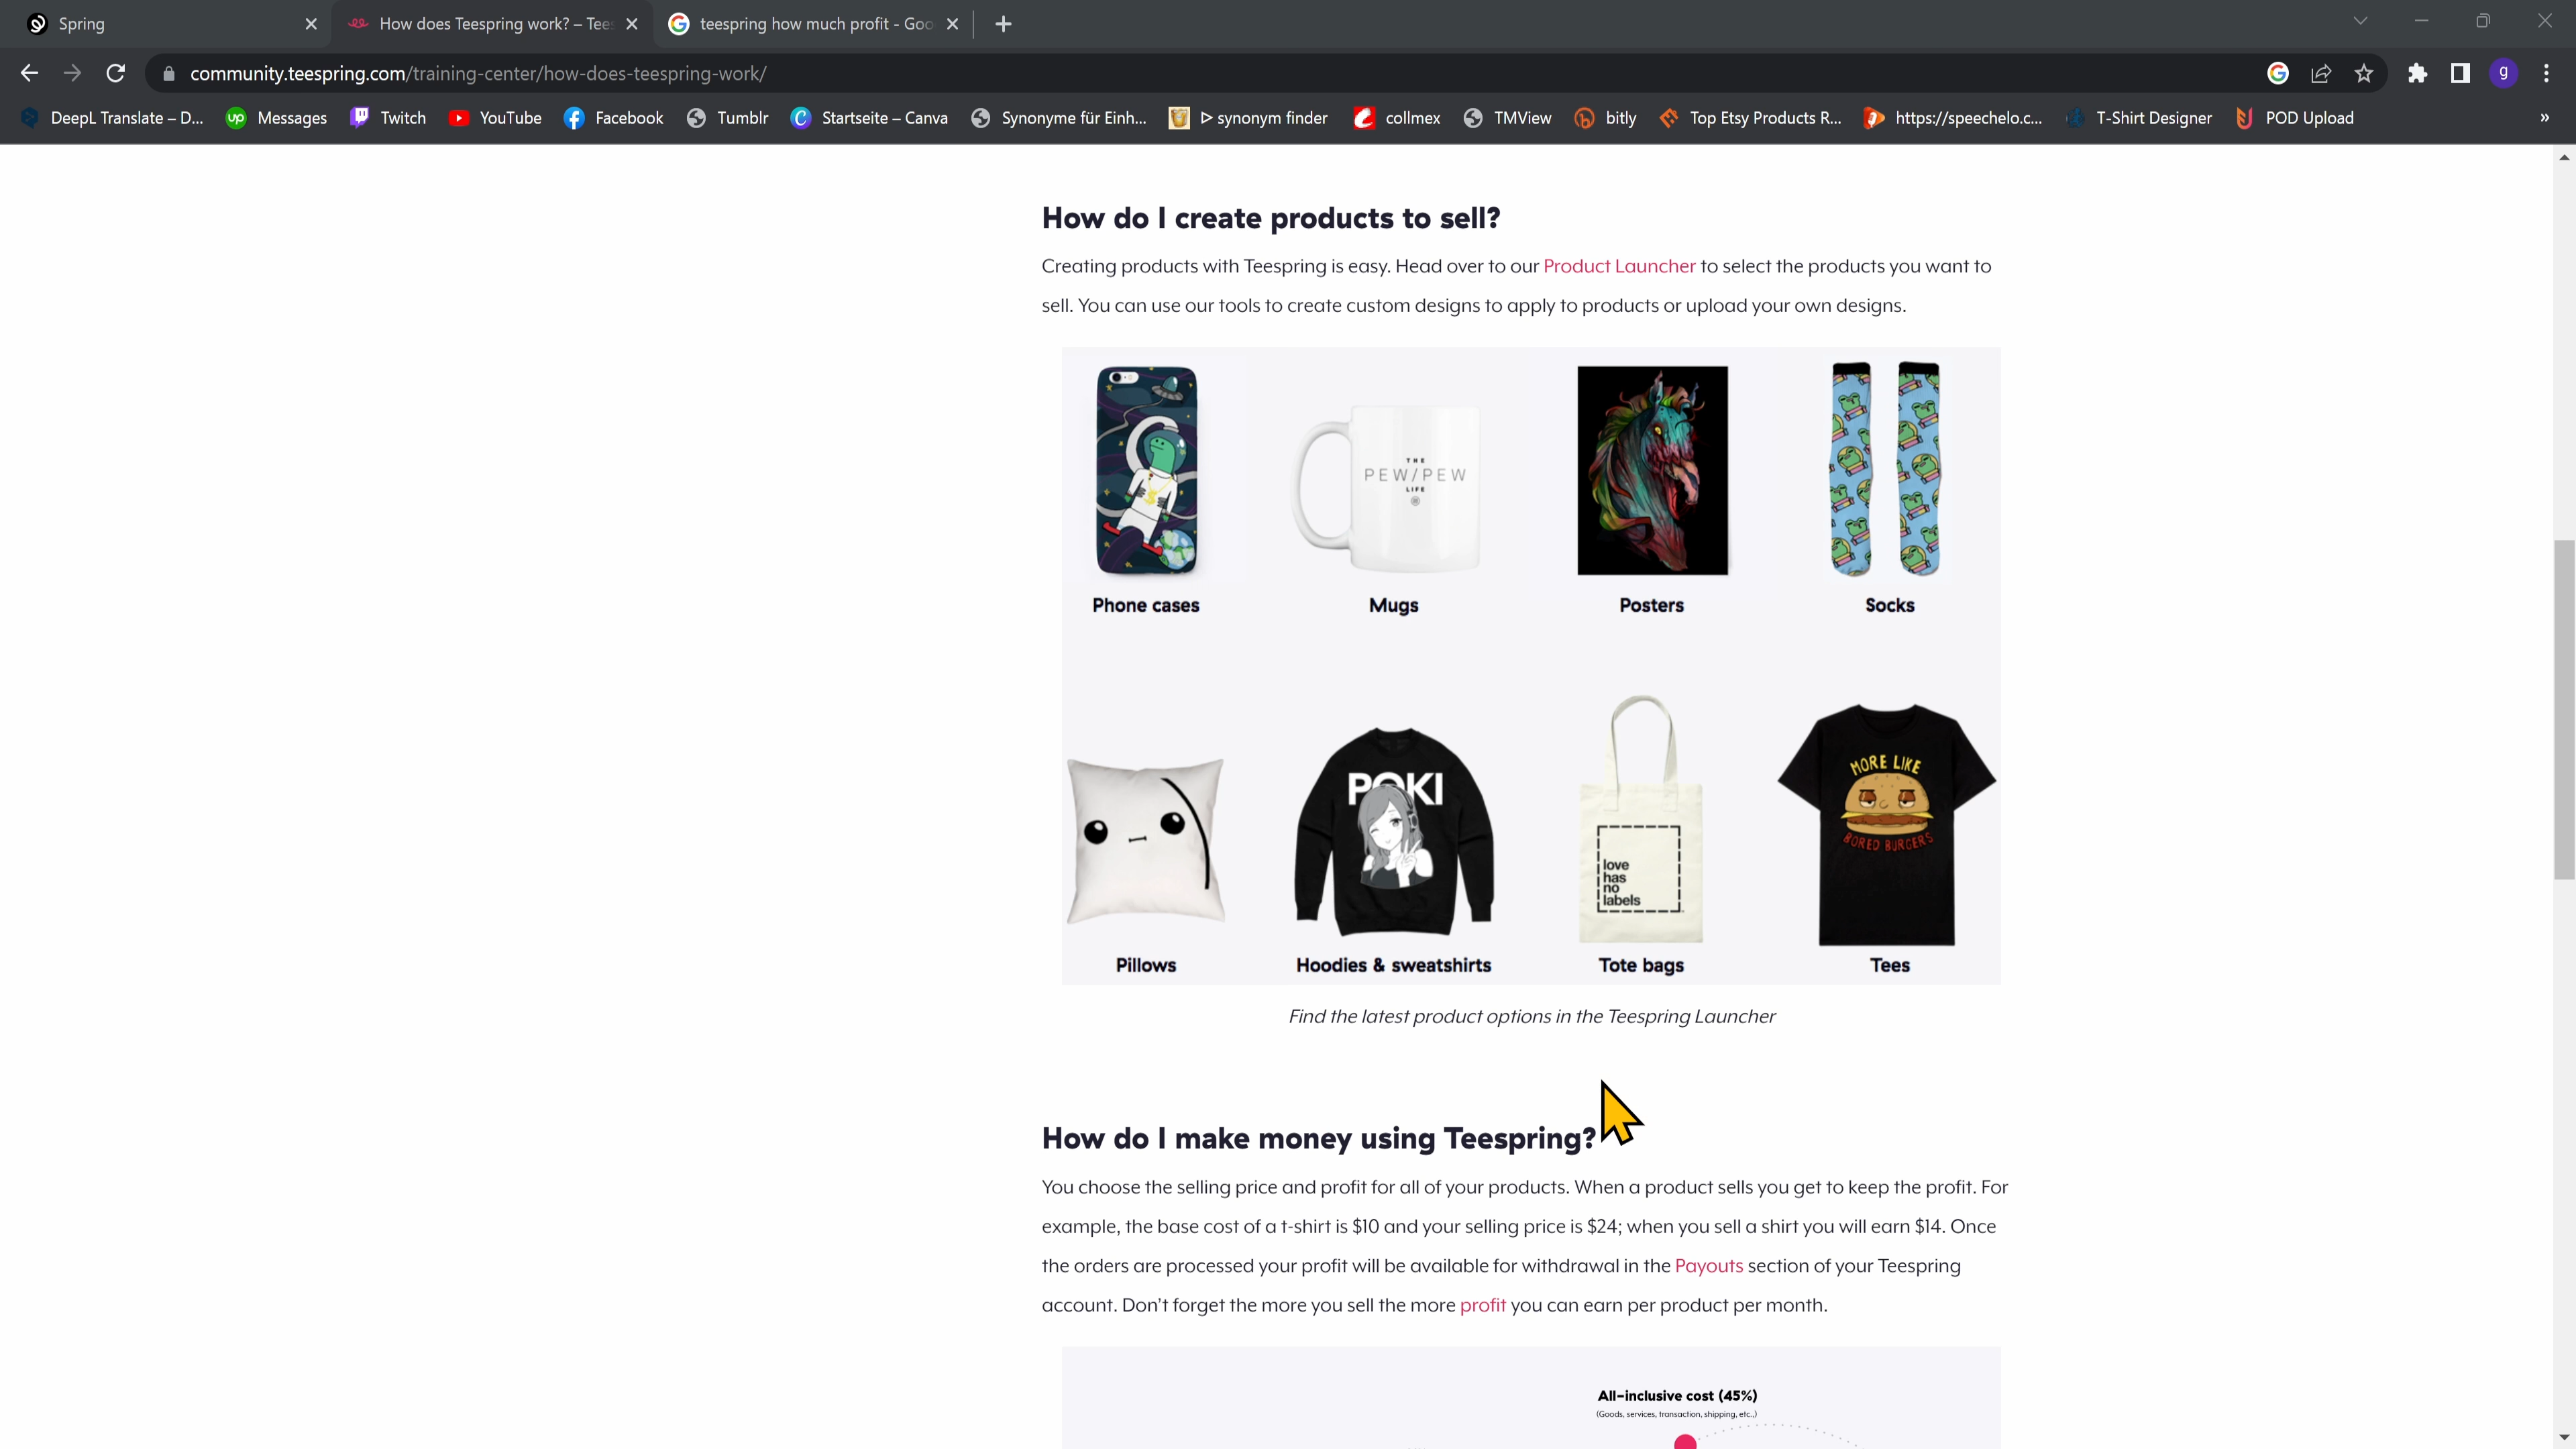 Spring
How does Teespring work? – Tees
teespring how much profit - Goo
community.teespring.com/training-center/how-does-teespring-work/
g
DeepL Translate – D...
up Messages
Twitch
YouTube
Facebook
Tumblr
Startseite – Canva
Synonyme für Einh...
ᐅ synonym finder
collmex
TMView
bitly
Top Etsy Products R...
https://speechelo.c...
T-Shirt Designer
POD Upload
»
How do I create products to sell?
Creating products with Teespring is easy. Head over to our Product Launcher to select the products you want to
sell. You can use our tools to create custom designs to apply to products or upload your own designs.
THE
PEW/PEW
LIFE
Phone cases
Mugs
Posters
Socks
POKI
love
has
no
labels
MORE LIKE
BORED BURGERS
Pillows
Hoodies & sweatshirts
Tote bags
Tees
Find the latest product options in the Teespring Launcher
How do I make money using Teespring?
You choose the selling price and profit for all of your products. When a product sells you get to keep the profit. For
example, the base cost of a t-shirt is $10 and your selling price is $24; when you sell a shirt you will earn $14. Once
the orders are processed your profit will be available for withdrawal in the Payouts section of your Teespring
account. Don't forget the more you sell the more profit you can earn per product per month.
All-inclusive cost (45%)
(Goods, services, transaction, shipping, etc.,)